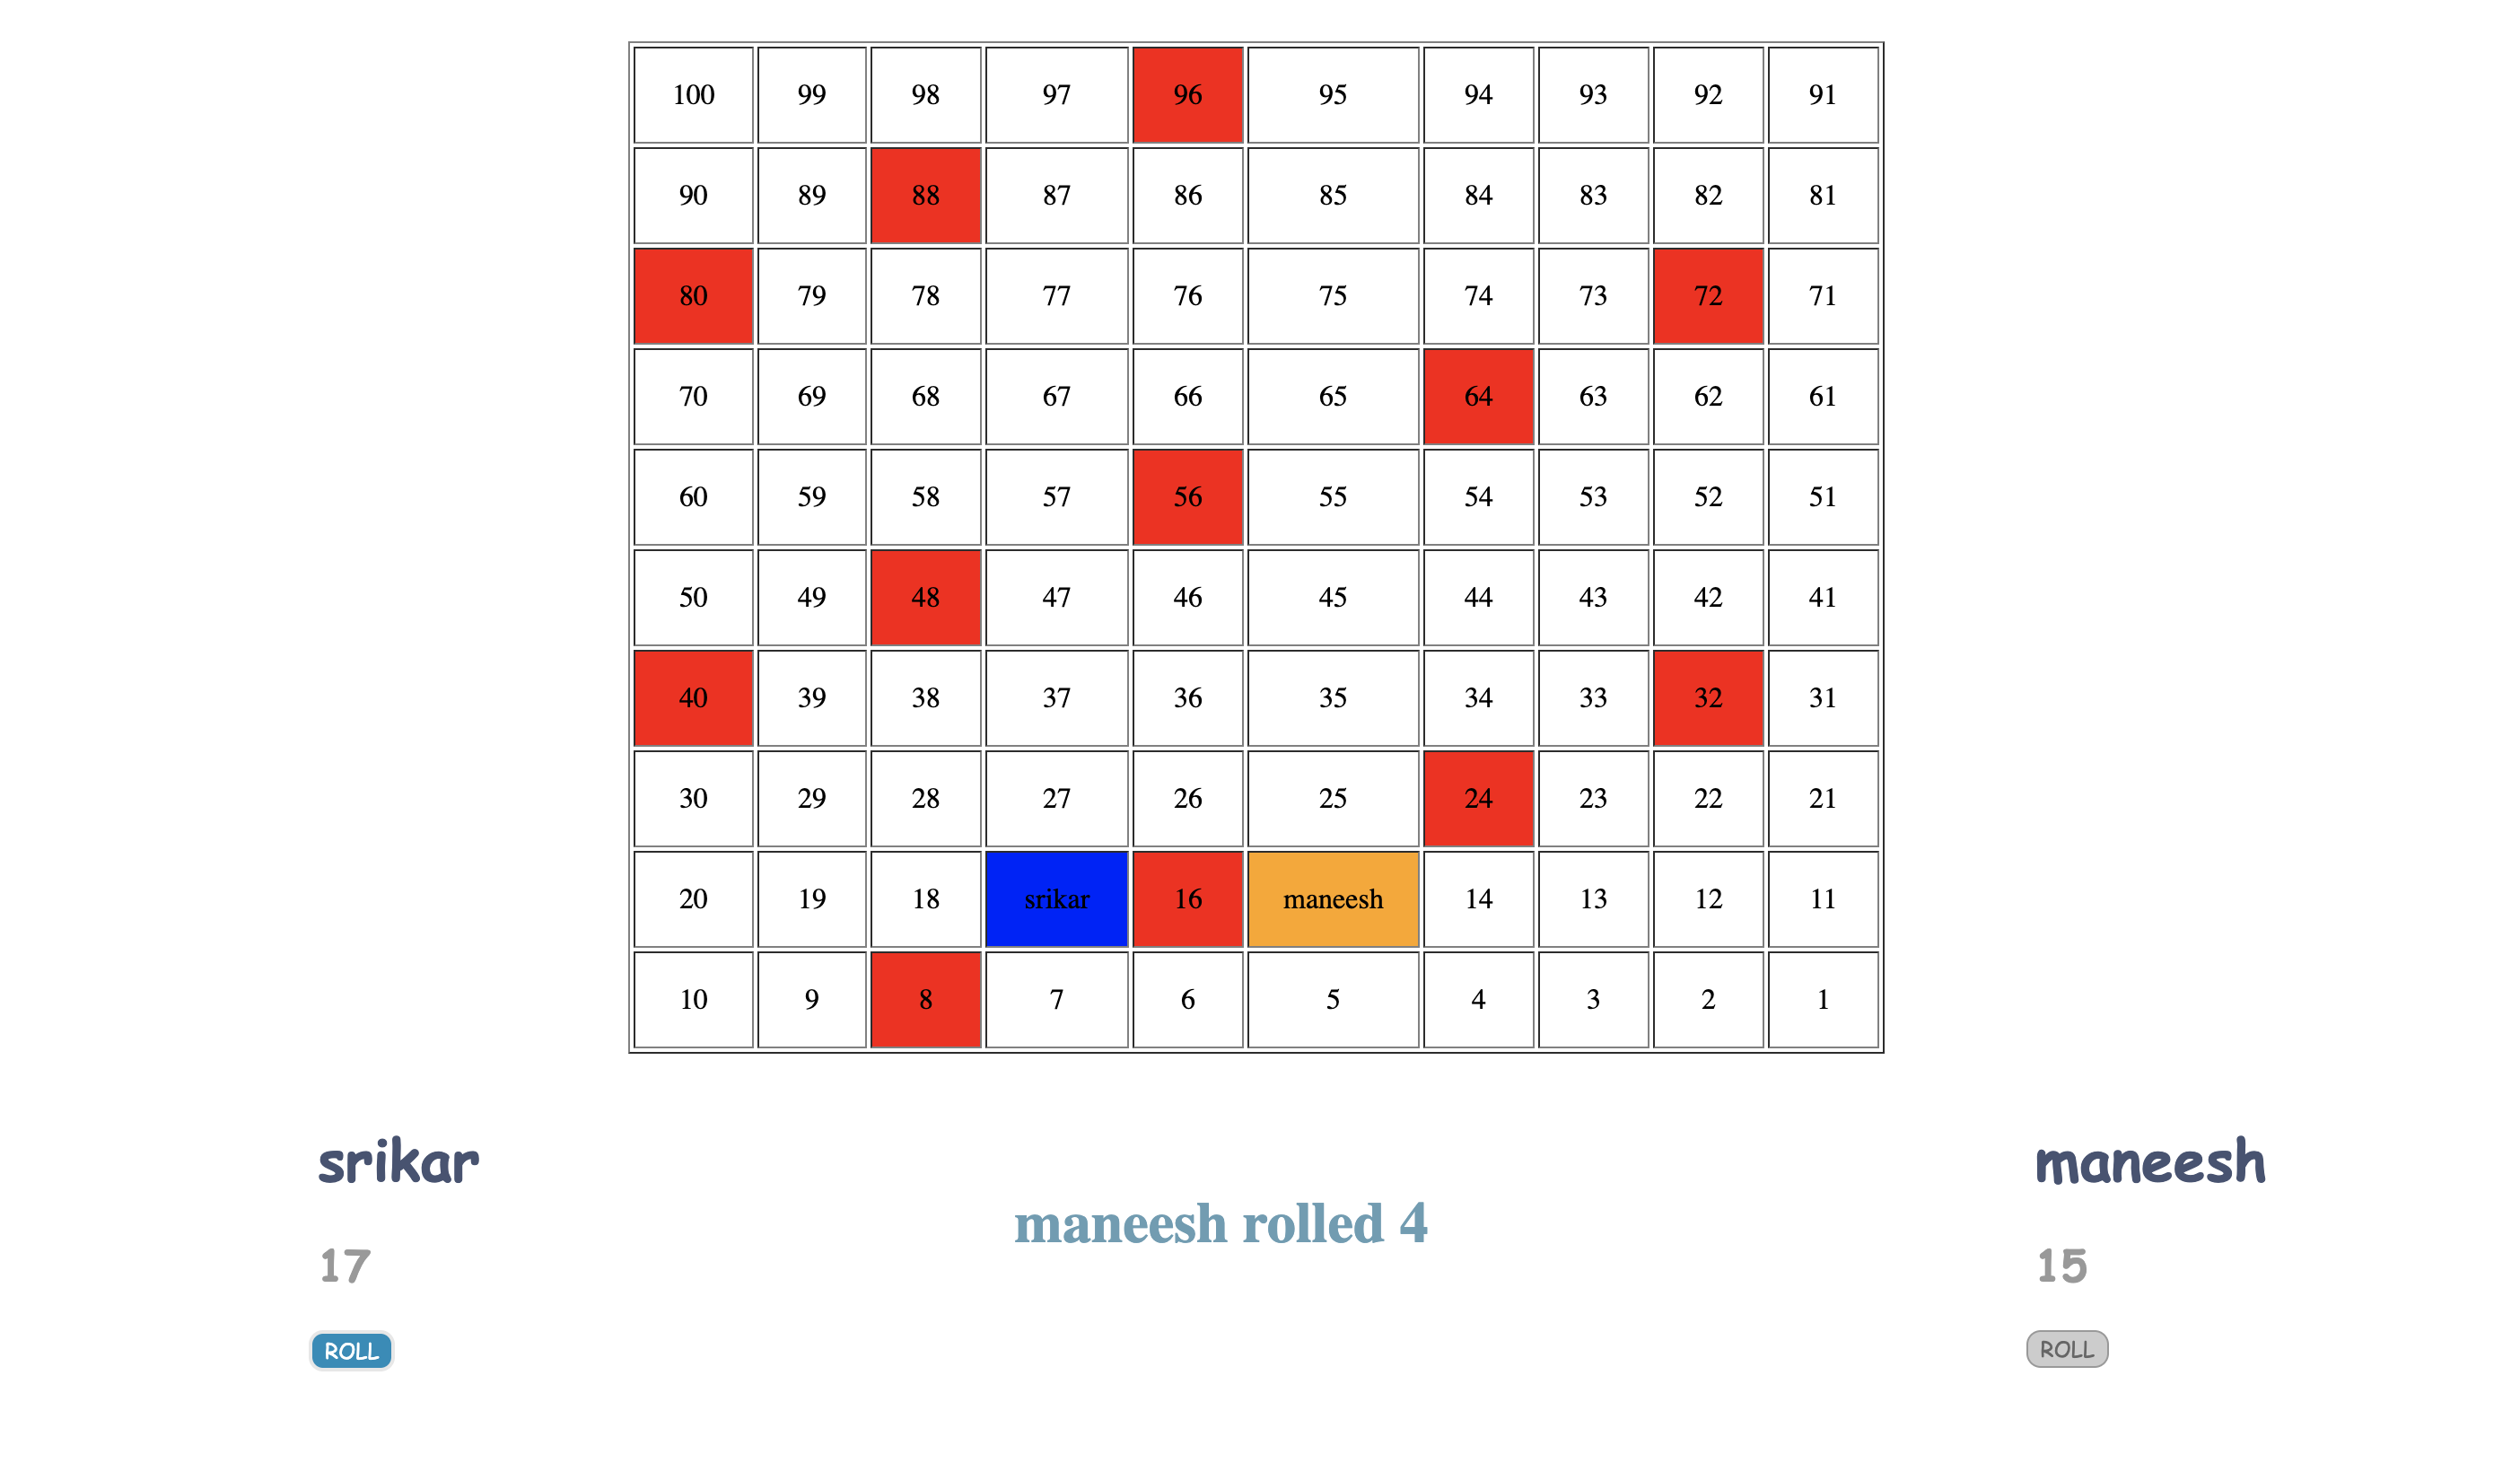 100 99 98 97 96 95 94 93 92 91
90 89 88 87 86 85 84 83 82 81
80 79 78 77 76 75 74 73 72 71
70 69 68 67 66 65 64 63 62 61
60 59 58 57 56 55 54 53 52 51
50 49 48 47 46 45 44 43 42 41
40 39 38 37 36 35 34 33 32 31
30 29 28 27 26 25 24 23 22 21
20 19 18 srikar 16 maneesh 14 13 12 11
10 9 8 7 6 5 4 3 2 1
srikar
17
ROLL
maneesh rolled 4
maneesh
15
ROLL